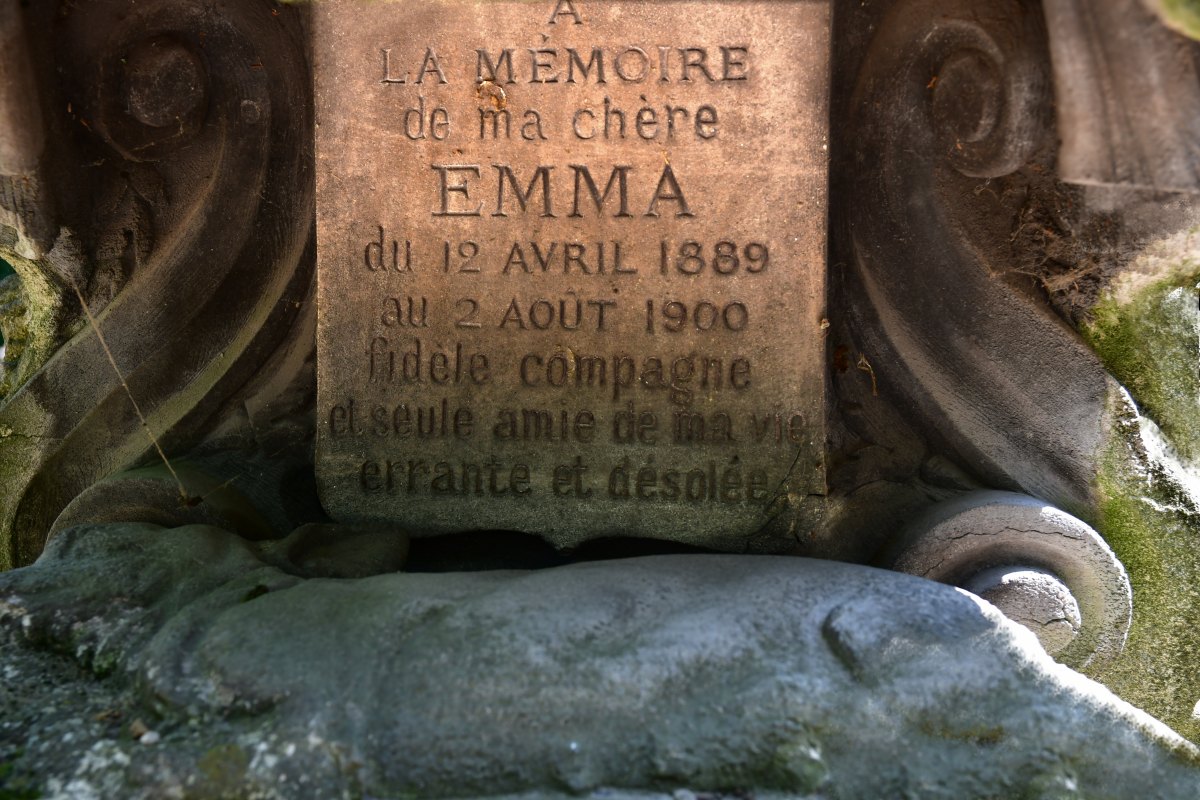 A
LA MÉMOIRE
de ma chère
EMMA
du 12 AVRIL 1889
au 2 AOÛT 1900
fidèle compagne
et seule amie de ma vie
errante et désolée